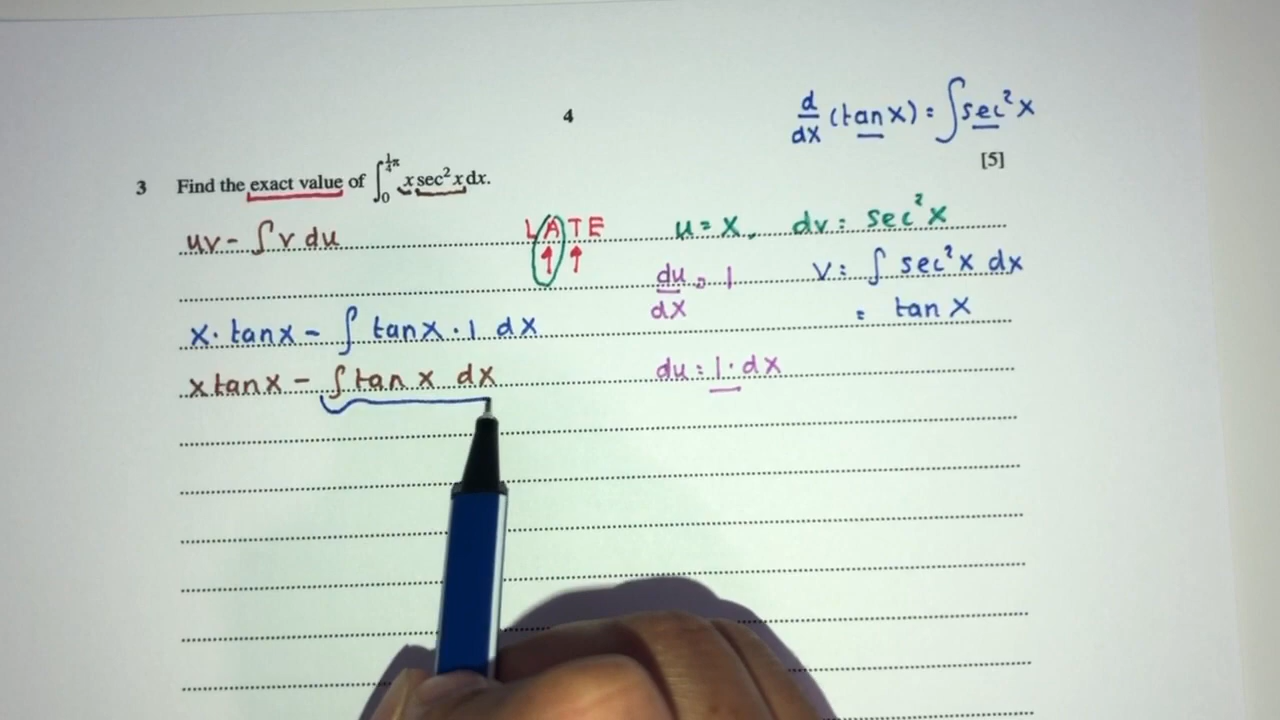 4
d/dx (tan x) = ∫sec²x
[5]
3 Find the exact value of ∫₀^{¼π} x sec² x dx.
uv - ∫ v du
LATE
u = x, dv = sec²x
↑ ↑
du/dx = 1
v = ∫ sec²x dx
= tan x
x · tan x - ∫ tan x · 1 dx
x tan x - ∫ tan x dx
du = 1 · dx